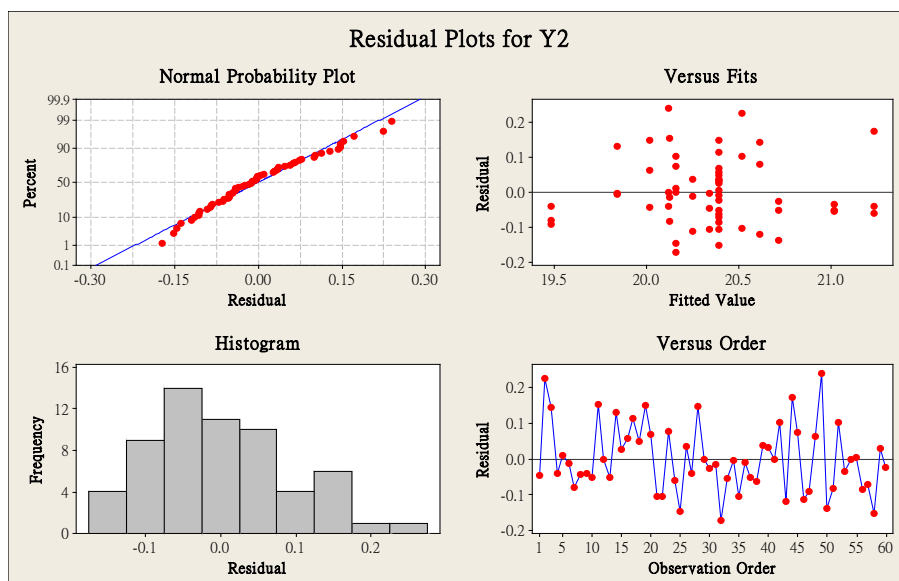 Residual Plots for Y2
Normal Probability Plot
99.9
99
90
50
10
1
0.1
Percent
-0.30 -0.15 0.00 0.15 0.30
Residual
Versus Fits
0.2
0.1
0.0
-0.1
-0.2
Residual
19.5 20.0 20.5 21.0
Fitted Value
Histogram
16
12
8
4
0
Frequency
-0.1 0.0 0.1 0.2
Residual
Versus Order
0.2
0.1
0.0
-0.1
-0.2
Residual
1 5 10 15 20 25 30 35 40 45 50 55 60
Observation Order